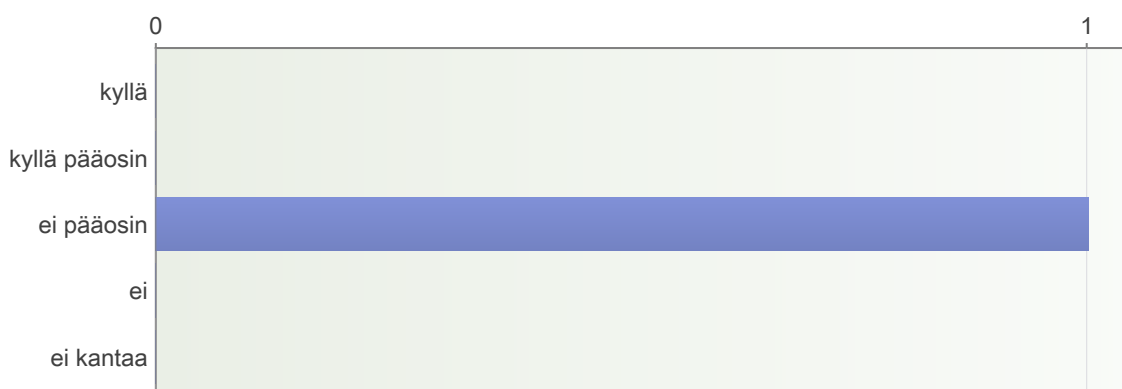 0 1
kyllä
kyllä pääosin
ei pääosin
ei
ei kantaa